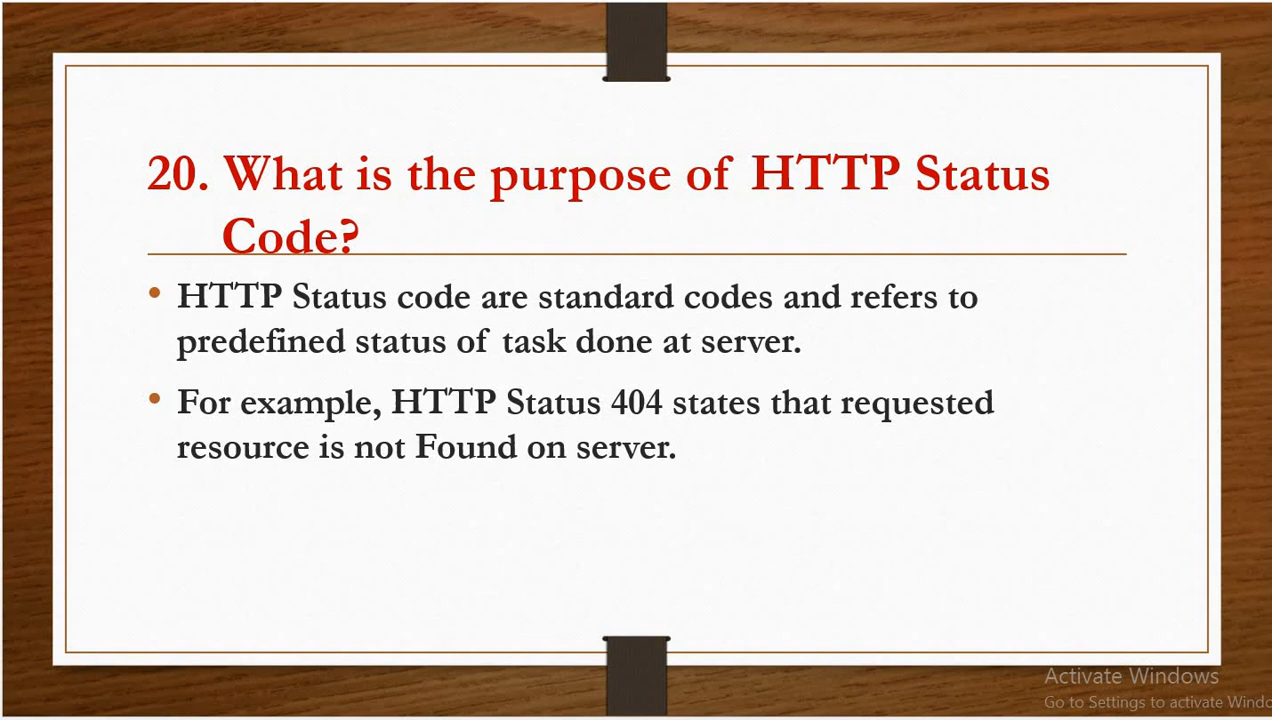 20. What is the purpose of HTTP Status
Code?
• HTTP Status code are standard codes and refers to
predefined status of task done at server.
• For example, HTTP Status 404 states that requested
resource is not Found on server.
Activate Windows
Go to Settings to activate Windo